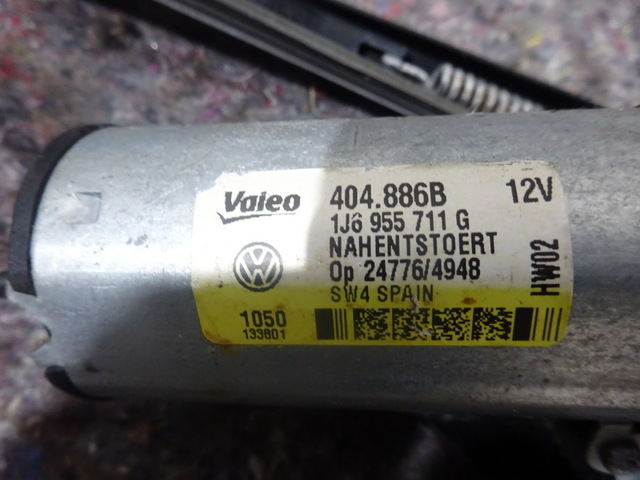 Valeo 404.886B 12V
1J6 955 711 G
NAHENTSTOERT
Op 24776/4948
SW4 SPAIN
HW02
1050
133801